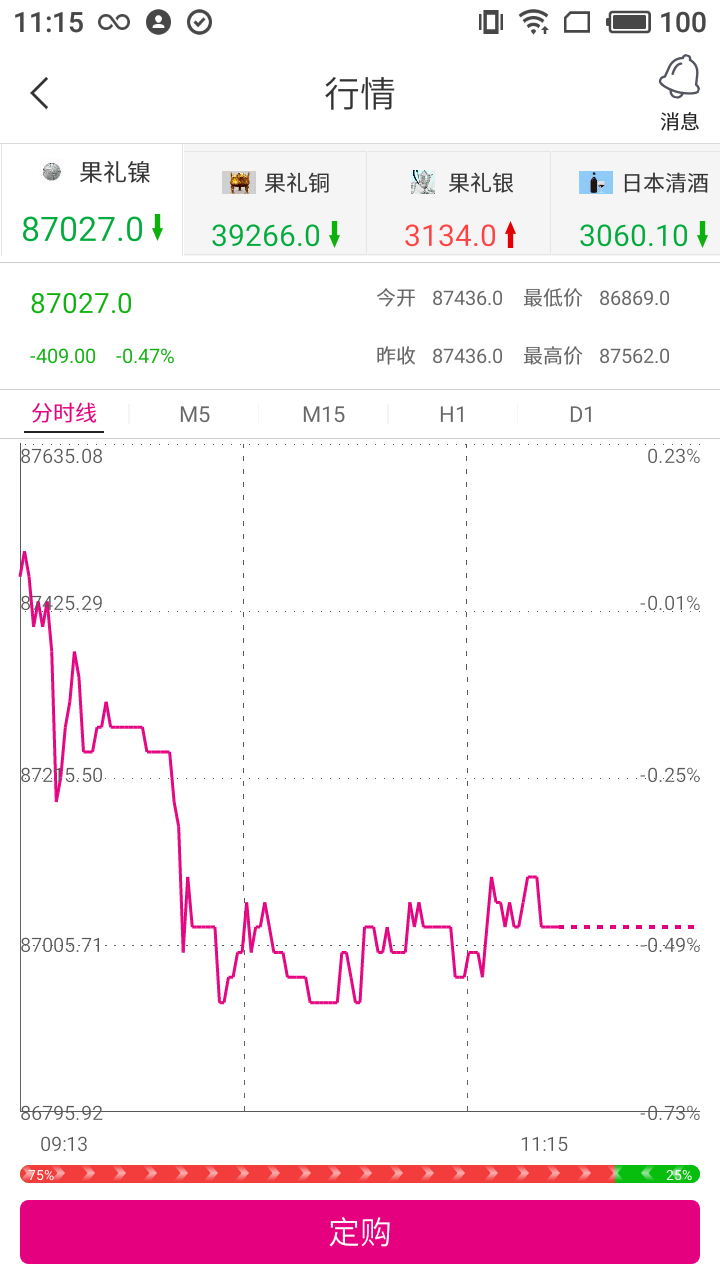 11:15 100
行情
消息
果礼镍 果礼铜 果礼银 日本清酒
87027.0 39266.0 3134.0 3060.10
87027.0 今开 87436.0 最低价 86869.0
-409.00 -0.47% 昨收 87436.0 最高价 87562.0
分时线 M5 M15 H1 D1
87635.08 0.23%
87425.29 -0.01%
87215.50 -0.25%
87005.71 -0.49%
86795.92 -0.73%
09:13 11:15
75% 25%
定购